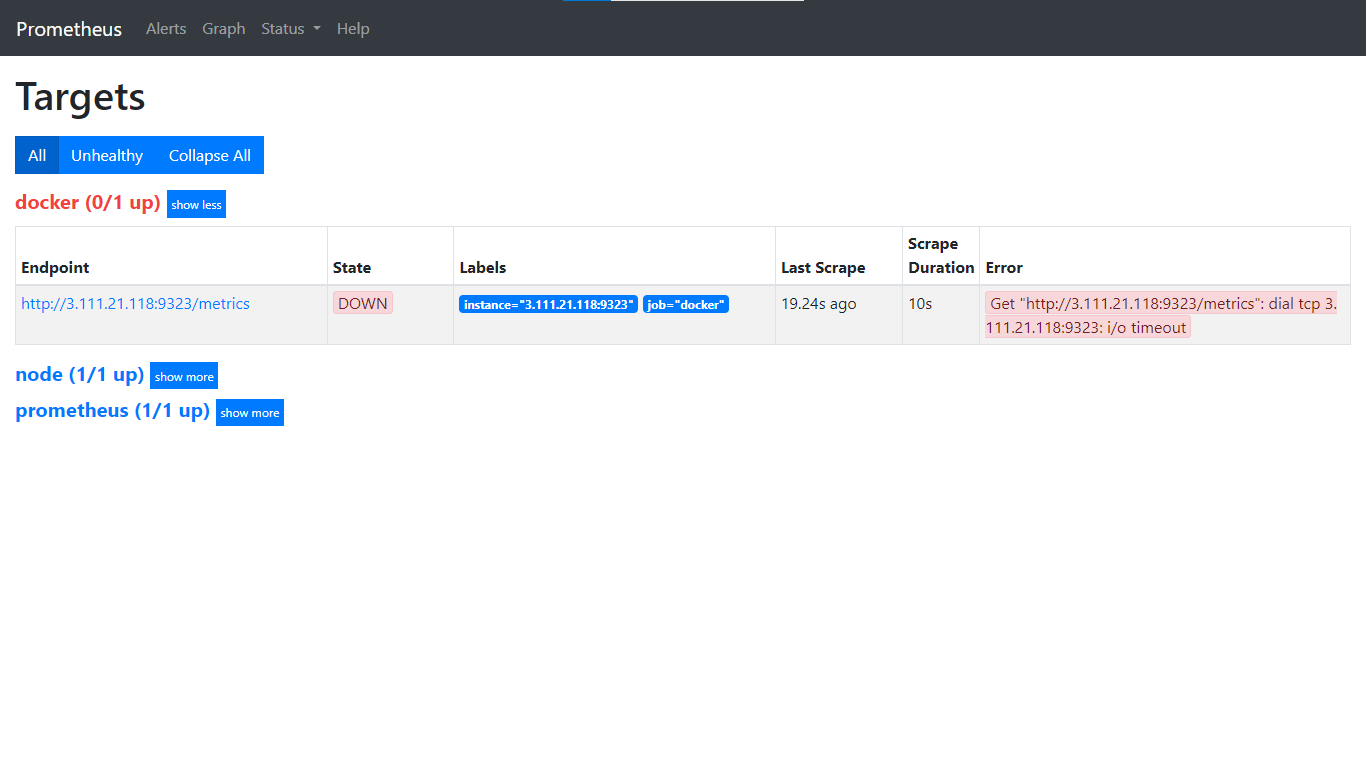 Prometheus Alerts Graph Status Help
Targets
All Unhealthy Collapse All
docker (0/1 up) show less
Endpoint State Labels Last Scrape Scrape Duration Error
http://3.111.21.118:9323/metrics DOWN instance="3.111.21.118:9323" job="docker" 19.24s ago 10s Get "http://3.111.21.118:9323/metrics": dial tcp 3.
111.21.118:9323: i/o timeout
node (1/1 up) show more
prometheus (1/1 up) show more